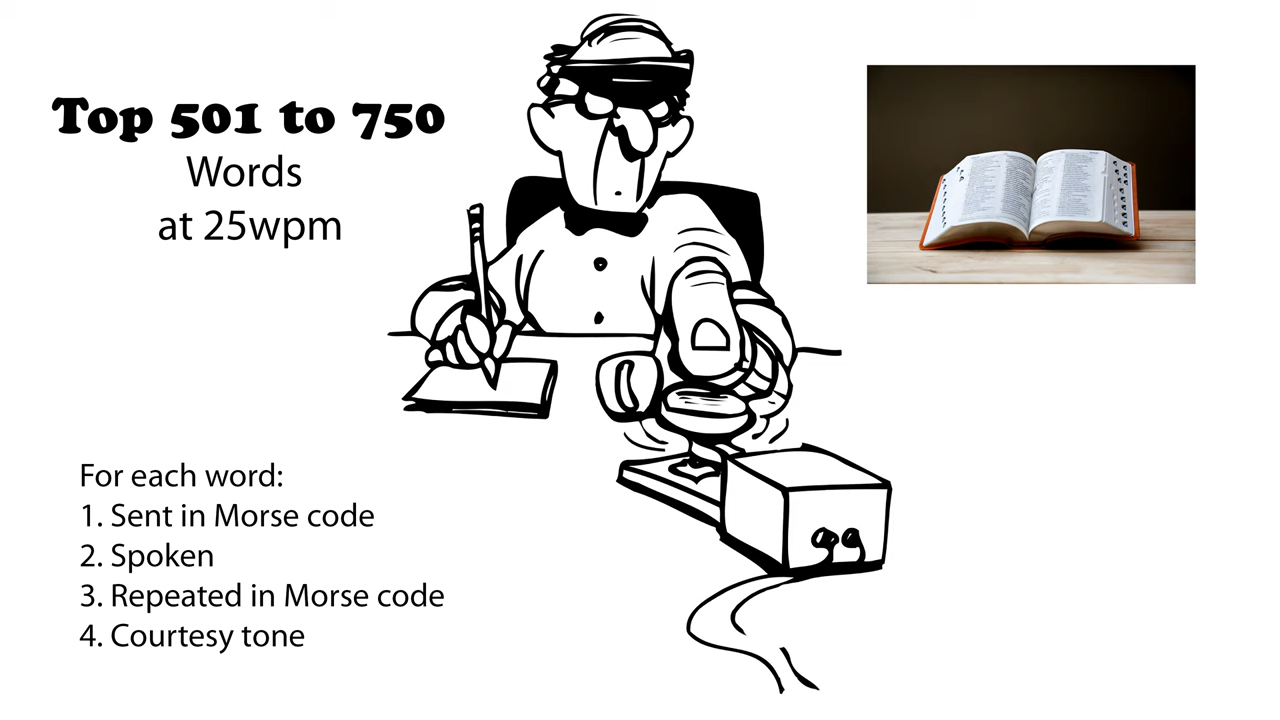 Top 501 to 750
Words
at 25wpm
For each word:
1. Sent in Morse code
2. Spoken
3. Repeated in Morse code
4. Courtesy tone